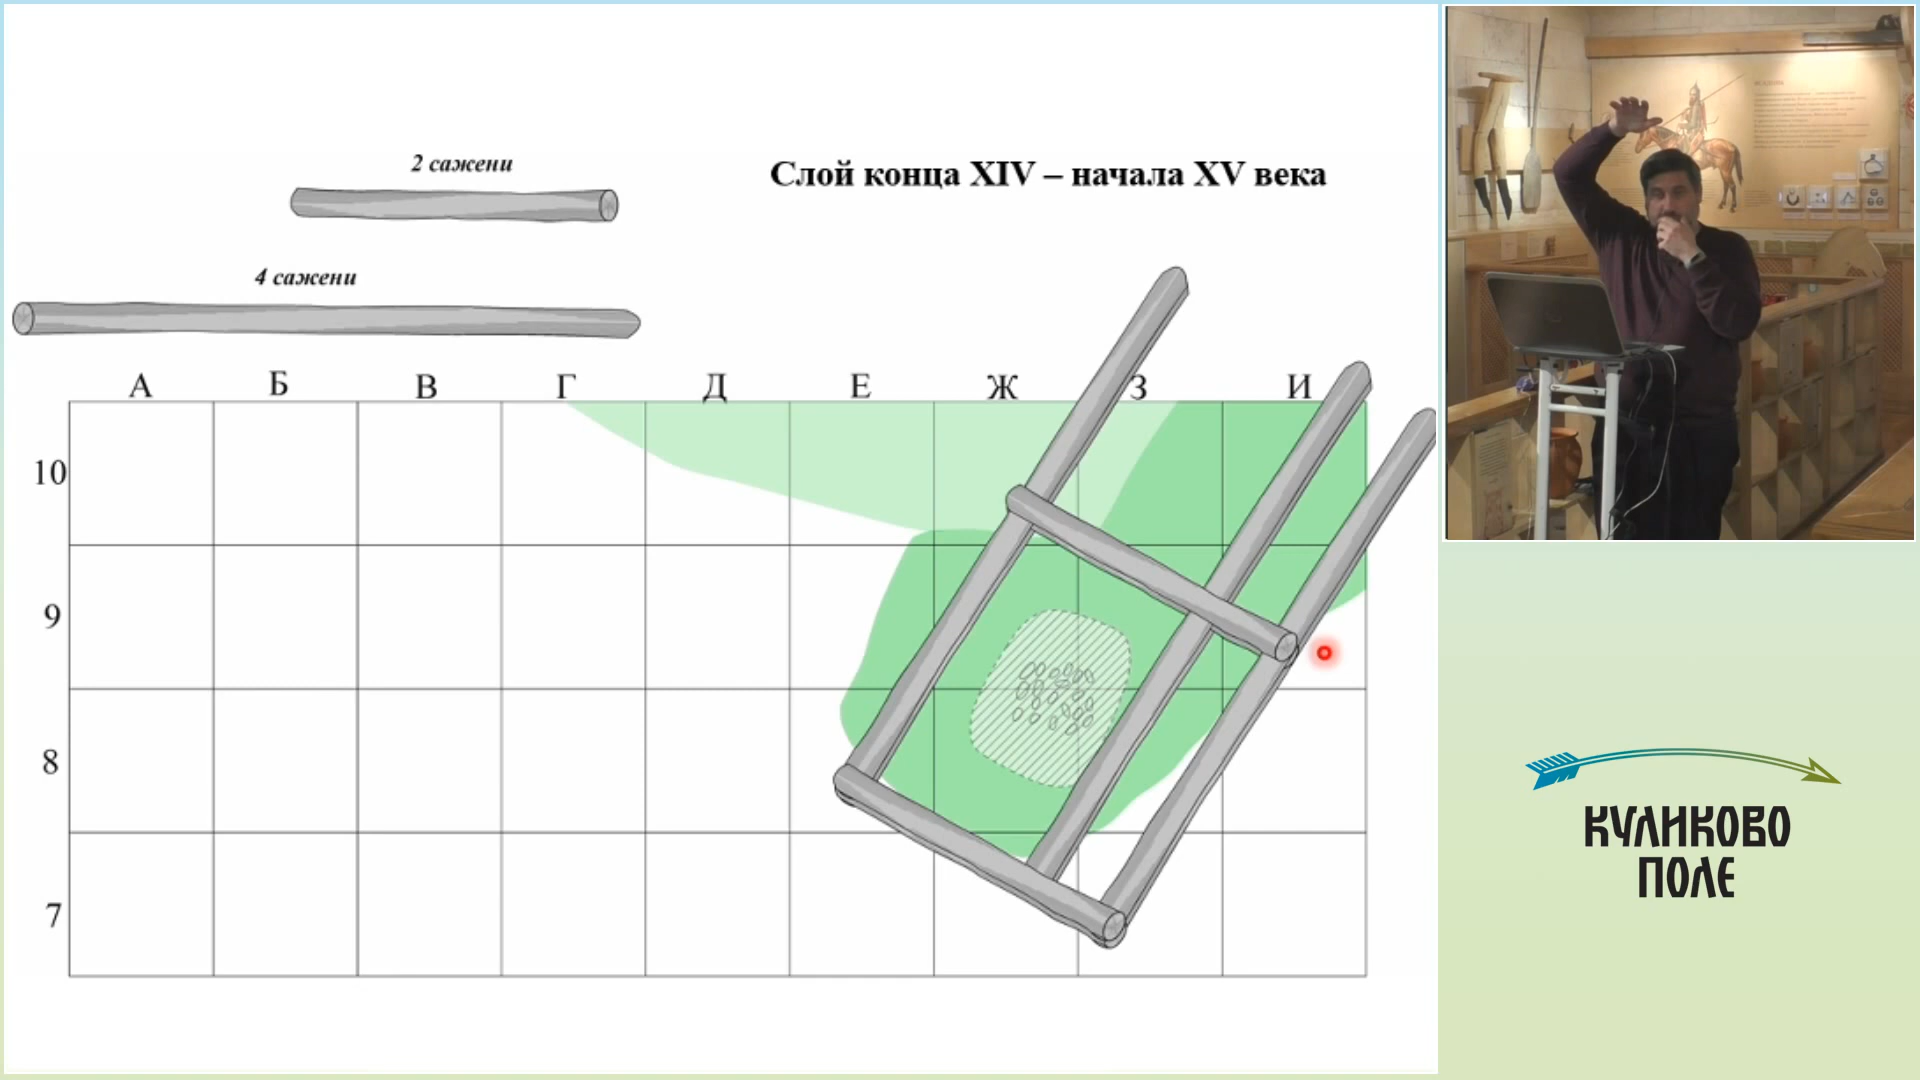 2 сажени
Слой конца XIV – начала XV века
4 сажени
А Б В Г Д Е Ж З И
10
9
8
7
КУЛИКОВО
ПОЛЕ